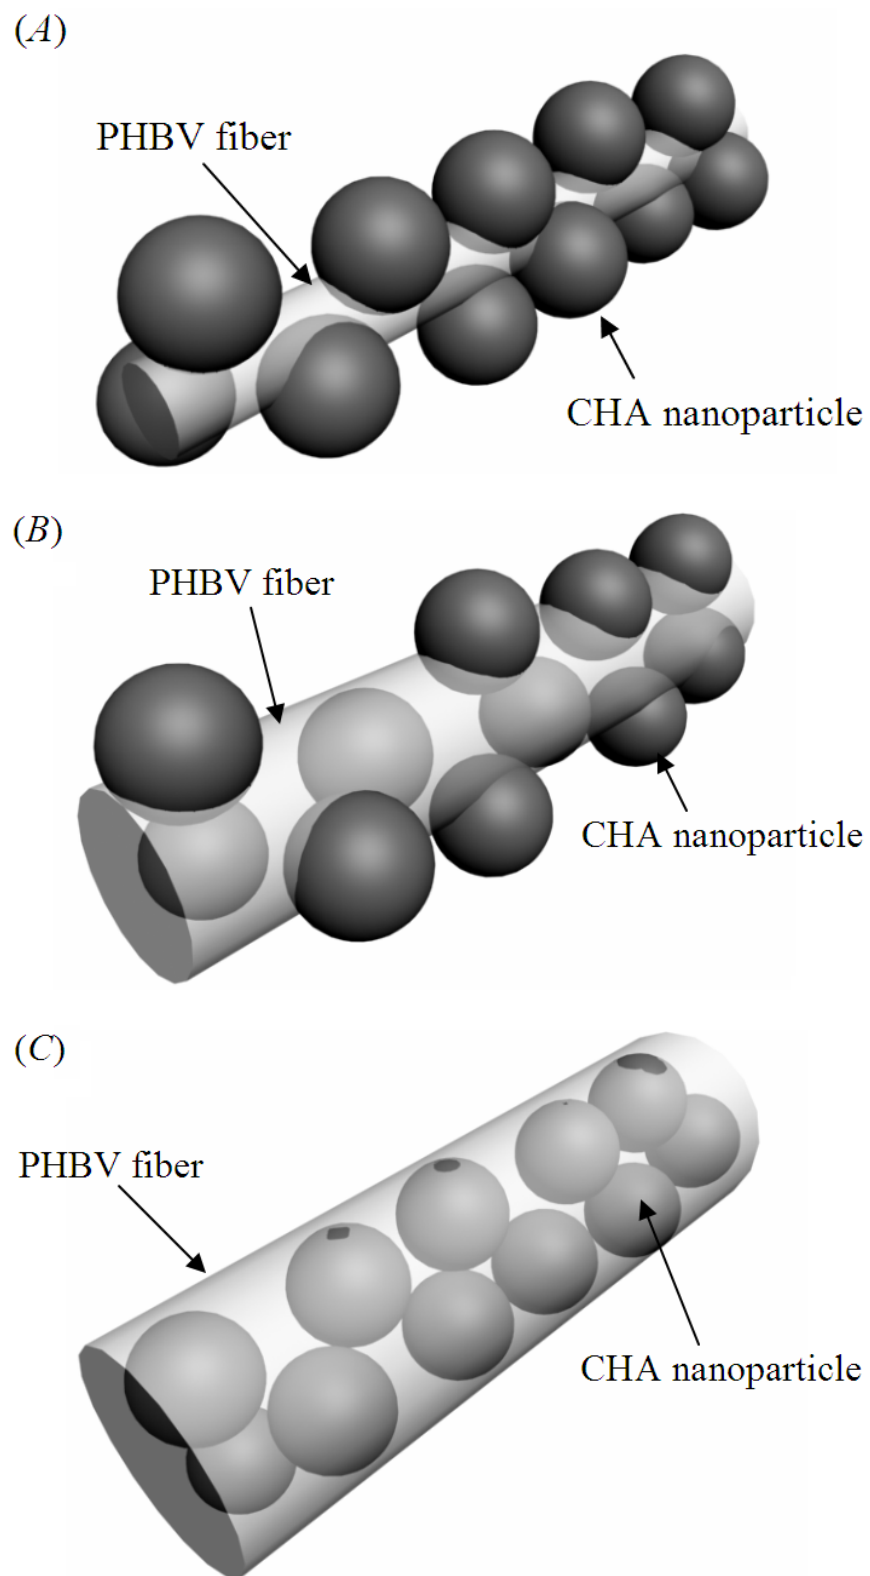 (A)
PHBV fiber
CHA nanoparticle
(B)
PHBV fiber
CHA nanoparticle
(C)
PHBV fiber
CHA nanoparticle